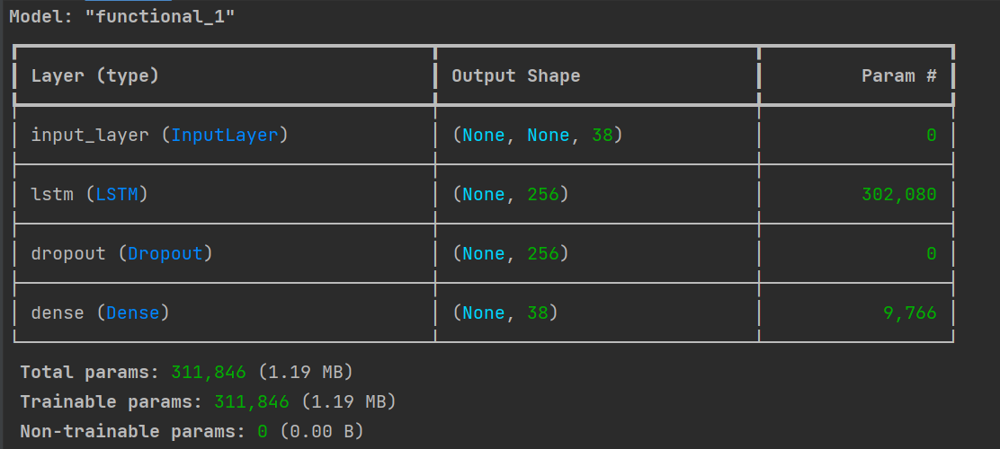 Model: "functional_1"
Layer (type) Output Shape Param #
input_layer (InputLayer) (None, None, 38) 0
lstm (LSTM) (None, 256) 302,080
dropout (Dropout) (None, 256) 0
dense (Dense) (None, 38) 9,766
Total params: 311,846 (1.19 MB)
Trainable params: 311,846 (1.19 MB)
Non-trainable params: 0 (0.00 B)